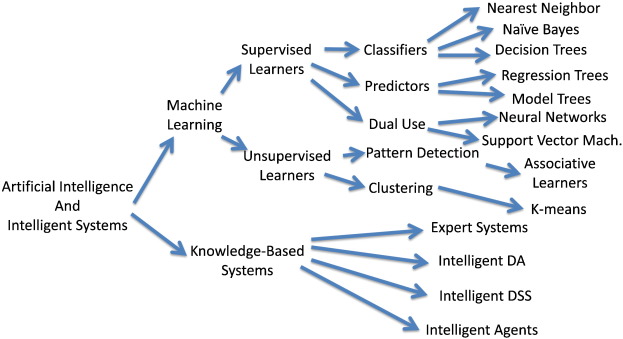 Nearest Neighbor
Naïve Bayes
Supervised
Learners
Classifiers
Decision Trees
Regression Trees
Predictors
Model Trees
Machine
Learning
Neural Networks
Dual Use
Support Vector Mach.
Unsupervised
Learners
Pattern Detection
Associative
Learners
Artificial Intelligence
And
Intelligent Systems
Clustering
K-means
Expert Systems
Knowledge-Based
Systems
Intelligent DA
Intelligent DSS
Intelligent Agents